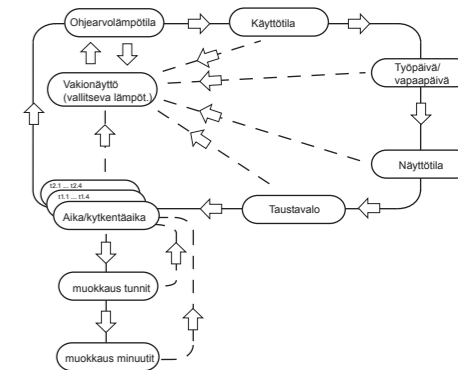 Ohjearvolämpötila
Käyttötila
Työpäivä/
vapaapäivä
Vakionäyttö
(vallitseva lämpöt.)
Näyttötila
t2.1 ... t2.4
t1.1 ... t1.4
Aika/kytkentäaika
Taustavalo
muokkaus tunnit
muokkaus minuutit